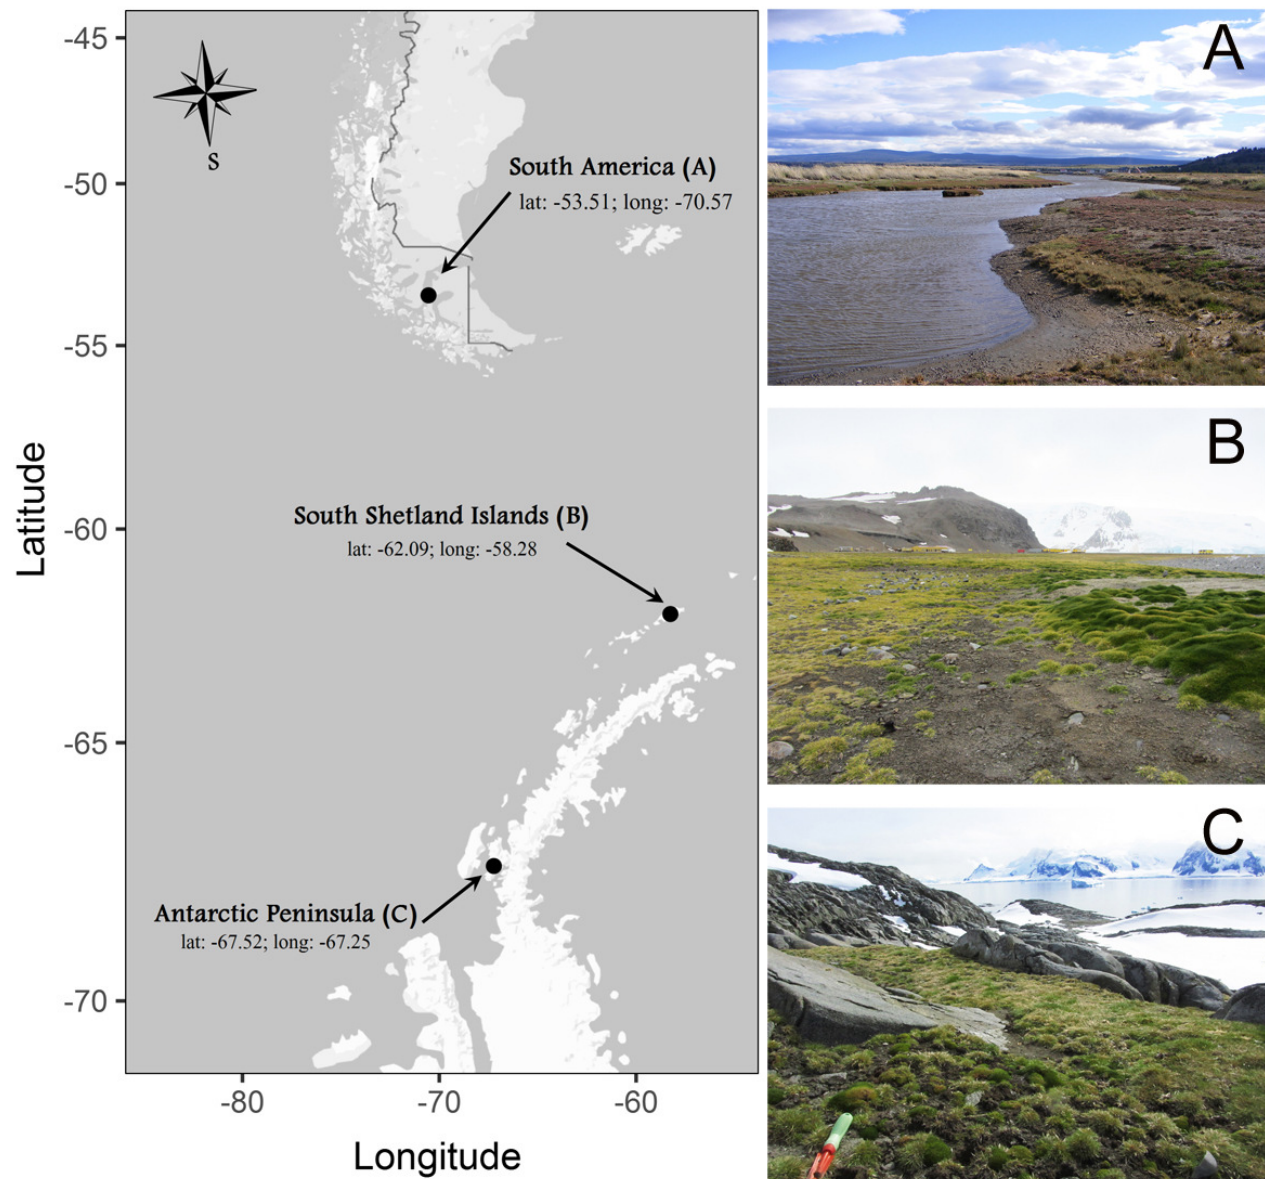 -45
-50
-55
-60
-65
-70
Latitude
S
South America (A)
lat: -53.51; long: -70.57
South Shetland Islands (B)
lat: -62.09; long: -58.28
Antarctic Peninsula (C)
lat: -67.52; long: -67.25
-80
-70
-60
Longitude
A
B
C